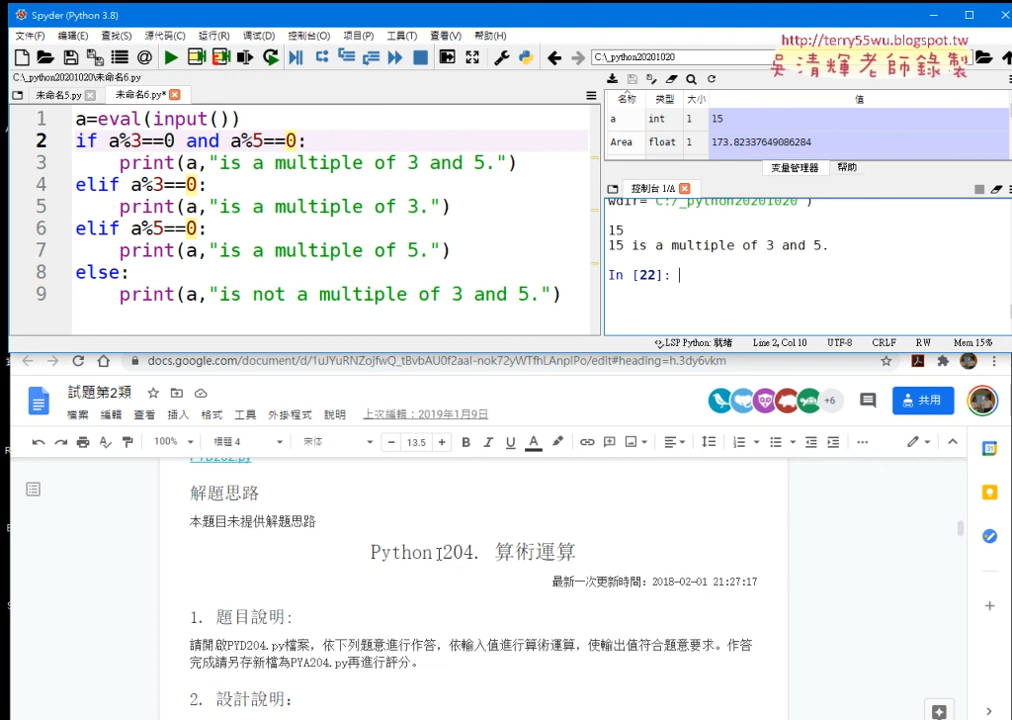 Spyder (Python 3.8)
文件(F) 编辑(E) 查找(S) 源代码(C) 运行(R) 调试(D) 控制台(O) 项目(P) 工具(T) 查看(V) 帮助(H)
http://terry55wu.blogspot.tw
吳清輝老師錄製
C:\_python20201020
C:\_python20201020\未命名6.py
未命名5.py
未命名6.py*
1 a=eval(input())
2 if a%3==0 and a%5==0:
3 print(a,"is a multiple of 3 and 5.")
4 elif a%3==0:
5 print(a,"is a multiple of 3.")
6 elif a%5==0:
7 print(a,"is a multiple of 5.")
8 else:
9 print(a,"is not a multiple of 3 and 5.")
名称 类型 大小 值
a int 1 15
Area float 1 173.82337649086284
变量管理器 帮助
控制台 1/A
wdir='C:/_python20201020')
15
15 is a multiple of 3 and 5.
In [22]:
LSP Python: 就绪 Line 2, Col 10 UTF-8 CRLF RW Mem 15%
docs.google.com/document/d/1uJYuRNZojfwQ_tBvbAU0f2aaI-nok72yWTfhLAnplPo/edit#heading=h.3dy6vkm
試題第2類
檔案 編輯 查看 插入 格式 工具 外掛程式 說明 上次編輯：2019年1月9日
+6
共用
100% 標題 4 宋体 13.5
PYD202.py
解題思路
本題目未提供解題思路
Python 204. 算術運算
最新一次更新時間: 2018-02-01 21:27:17
1. 題目說明:
請開啟PYD204.py檔案，依下列題意進行作答，依輸入值進行算術運算，使輸出值符合題意要求。作答
完成請另存新檔為PYA204.py再進行評分。
2. 設計說明: